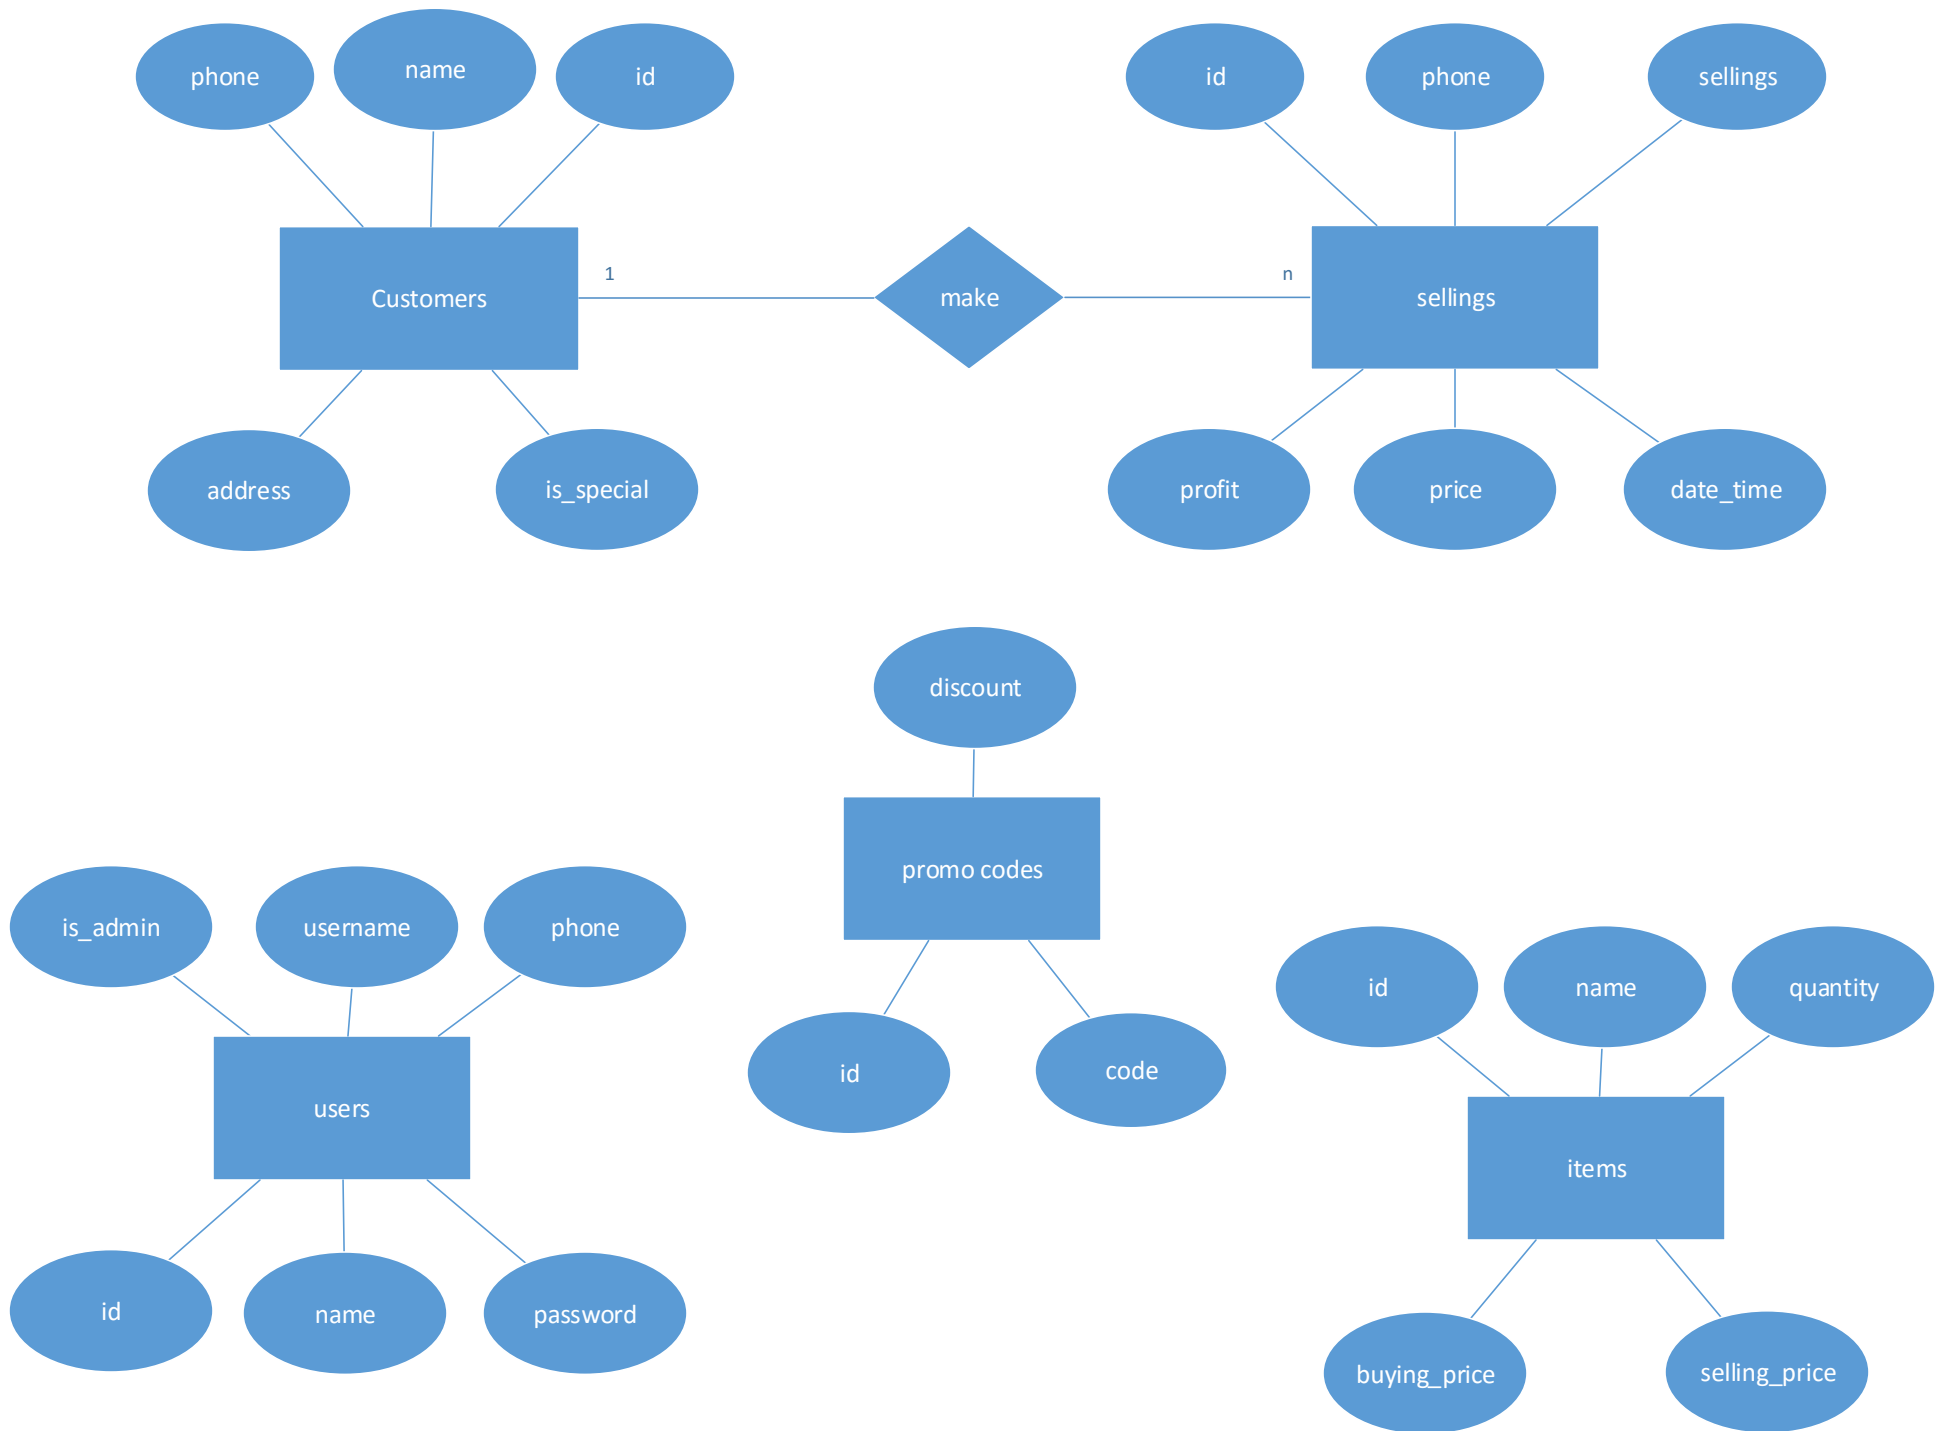 phone
name
id
id
phone
sellings
1
n
Customers
make
sellings
address
is_special
profit
price
date_time
discount
promo codes
is_admin
username
phone
id
name
quantity
id
code
users
items
id
name
password
buying_price
selling_price